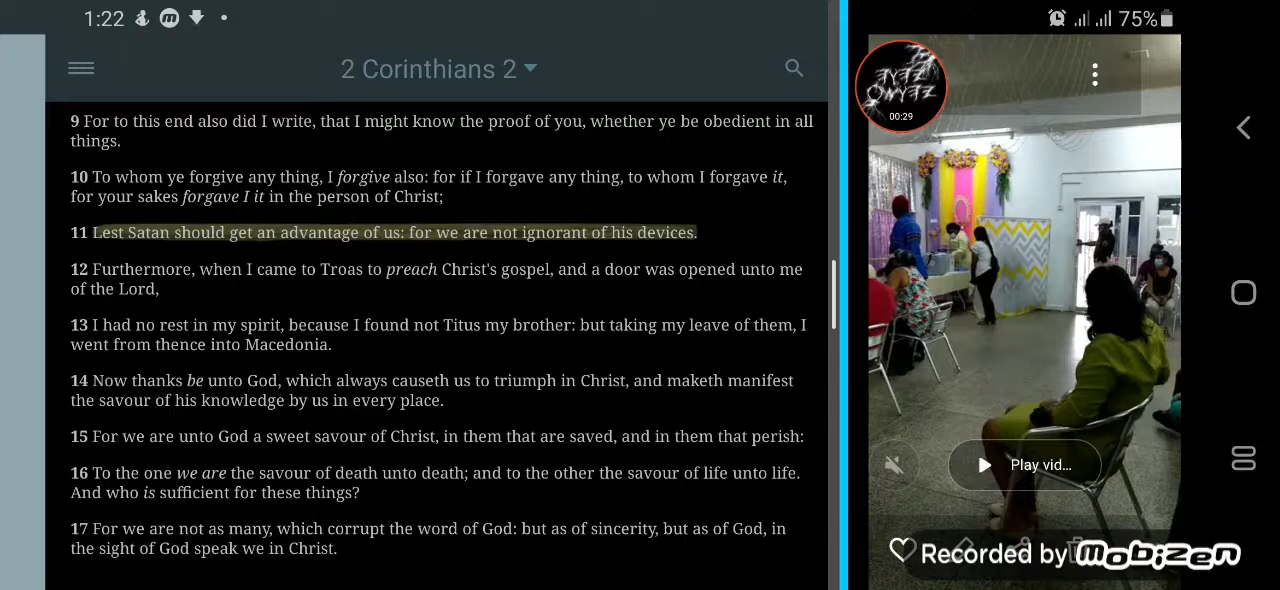 1:22
75%
2 Corinthians 2
9 For to this end also did I write, that I might know the proof of you, whether ye be obedient in all
things.
10 To whom ye forgive any thing, I forgive also: for if I forgave any thing, to whom I forgave it,
for your sakes forgave I it in the person of Christ;
11 Lest Satan should get an advantage of us: for we are not ignorant of his devices.
12 Furthermore, when I came to Troas to preach Christ's gospel, and a door was opened unto me
of the Lord,
13 I had no rest in my spirit, because I found not Titus my brother: but taking my leave of them, I
went from thence into Macedonia.
14 Now thanks be unto God, which always causeth us to triumph in Christ, and maketh manifest
the savour of his knowledge by us in every place.
15 For we are unto God a sweet savour of Christ, in them that are saved, and in them that perish:
16 To the one we are the savour of death unto death; and to the other the savour of life unto life.
And who is sufficient for these things?
17 For we are not as many, which corrupt the word of God: but as of sincerity, but as of God, in
the sight of God speak we in Christ.
00:29
Play vid...
Recorded by mobizen